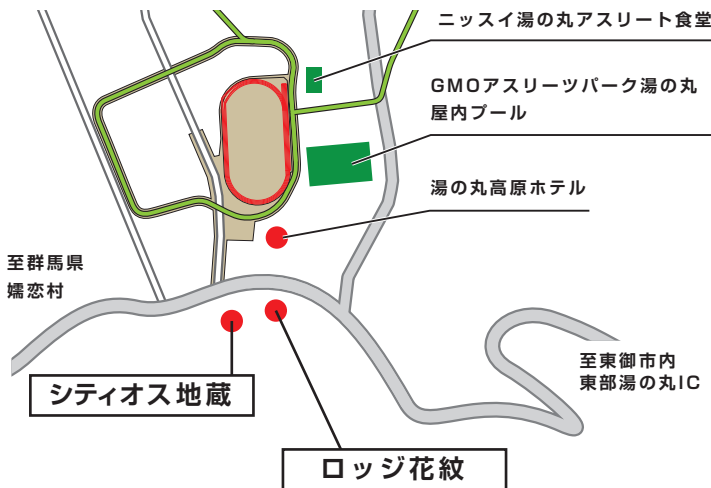 ニッスイ湯の丸アスリート食堂
GMOアスリーツパーク湯の丸
屋内プール
湯の丸高原ホテル
至群馬県
嬬恋村
至東御市内
東部湯の丸IC
シティオス地蔵
ロッジ花紋